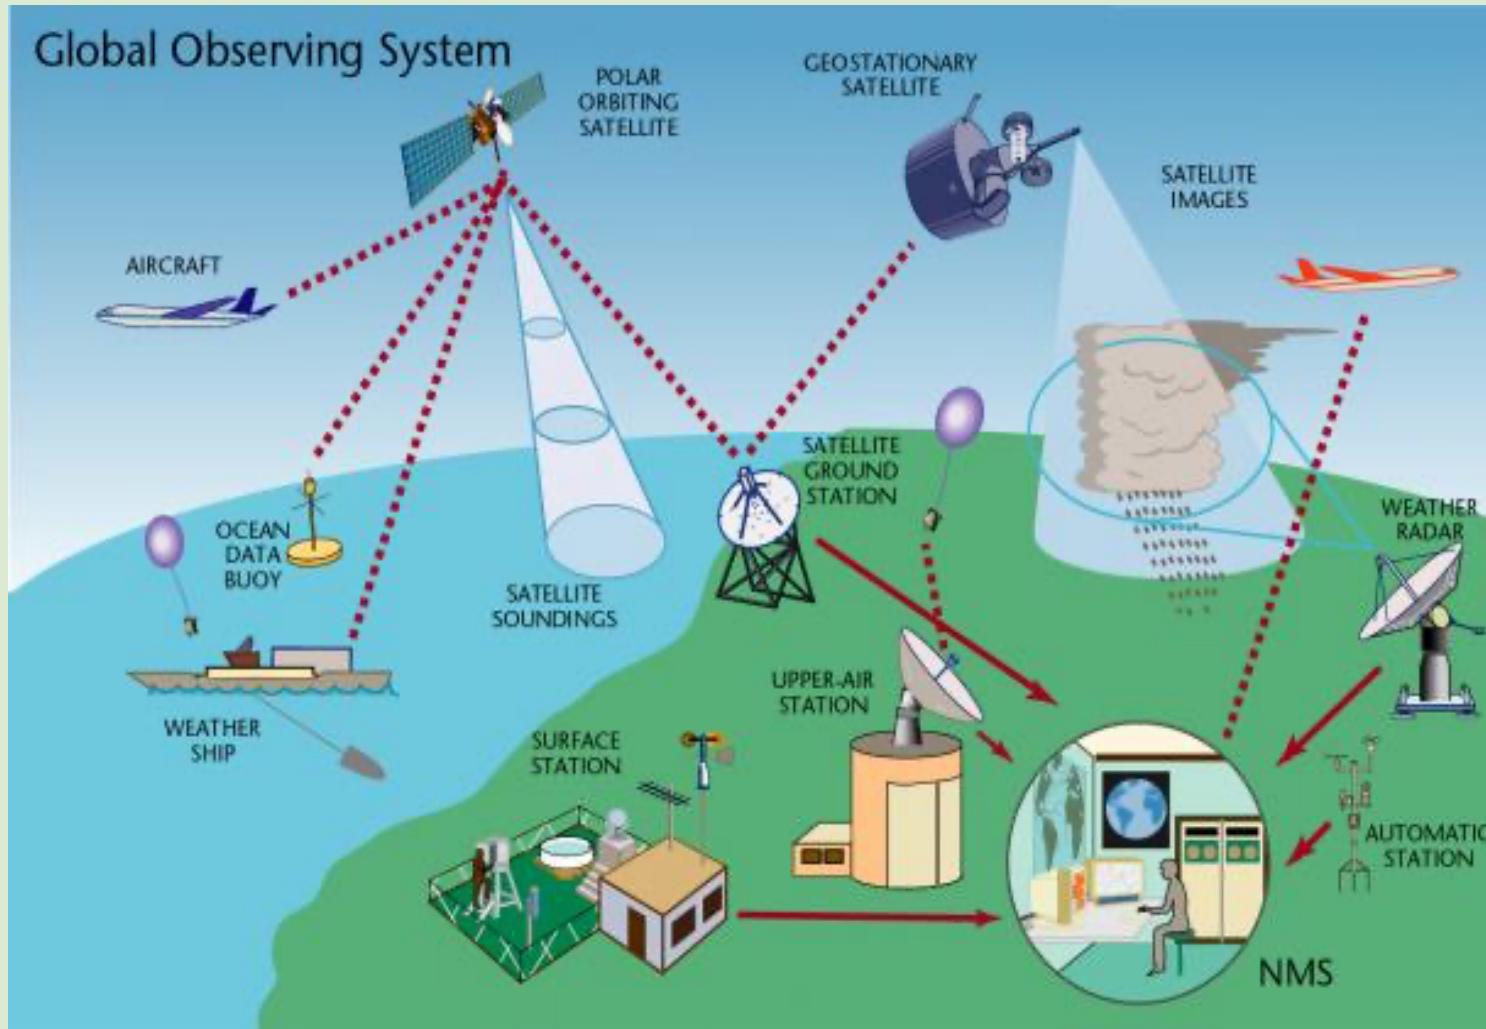 Global Observing System
POLAR
ORBITING
SATELLITE
GEOSTATIONARY
SATELLITE
SATELLITE
IMAGES
AIRCRAFT
SATELLITE
GROUND
STATION
WEATHER
RADAR
OCEAN
DATA
BUOY
SATELLITE
SOUNDINGS
UPPER-AIR
STATION
WEATHER
SHIP
SURFACE
STATION
AUTOMATIC
STATION
NMS